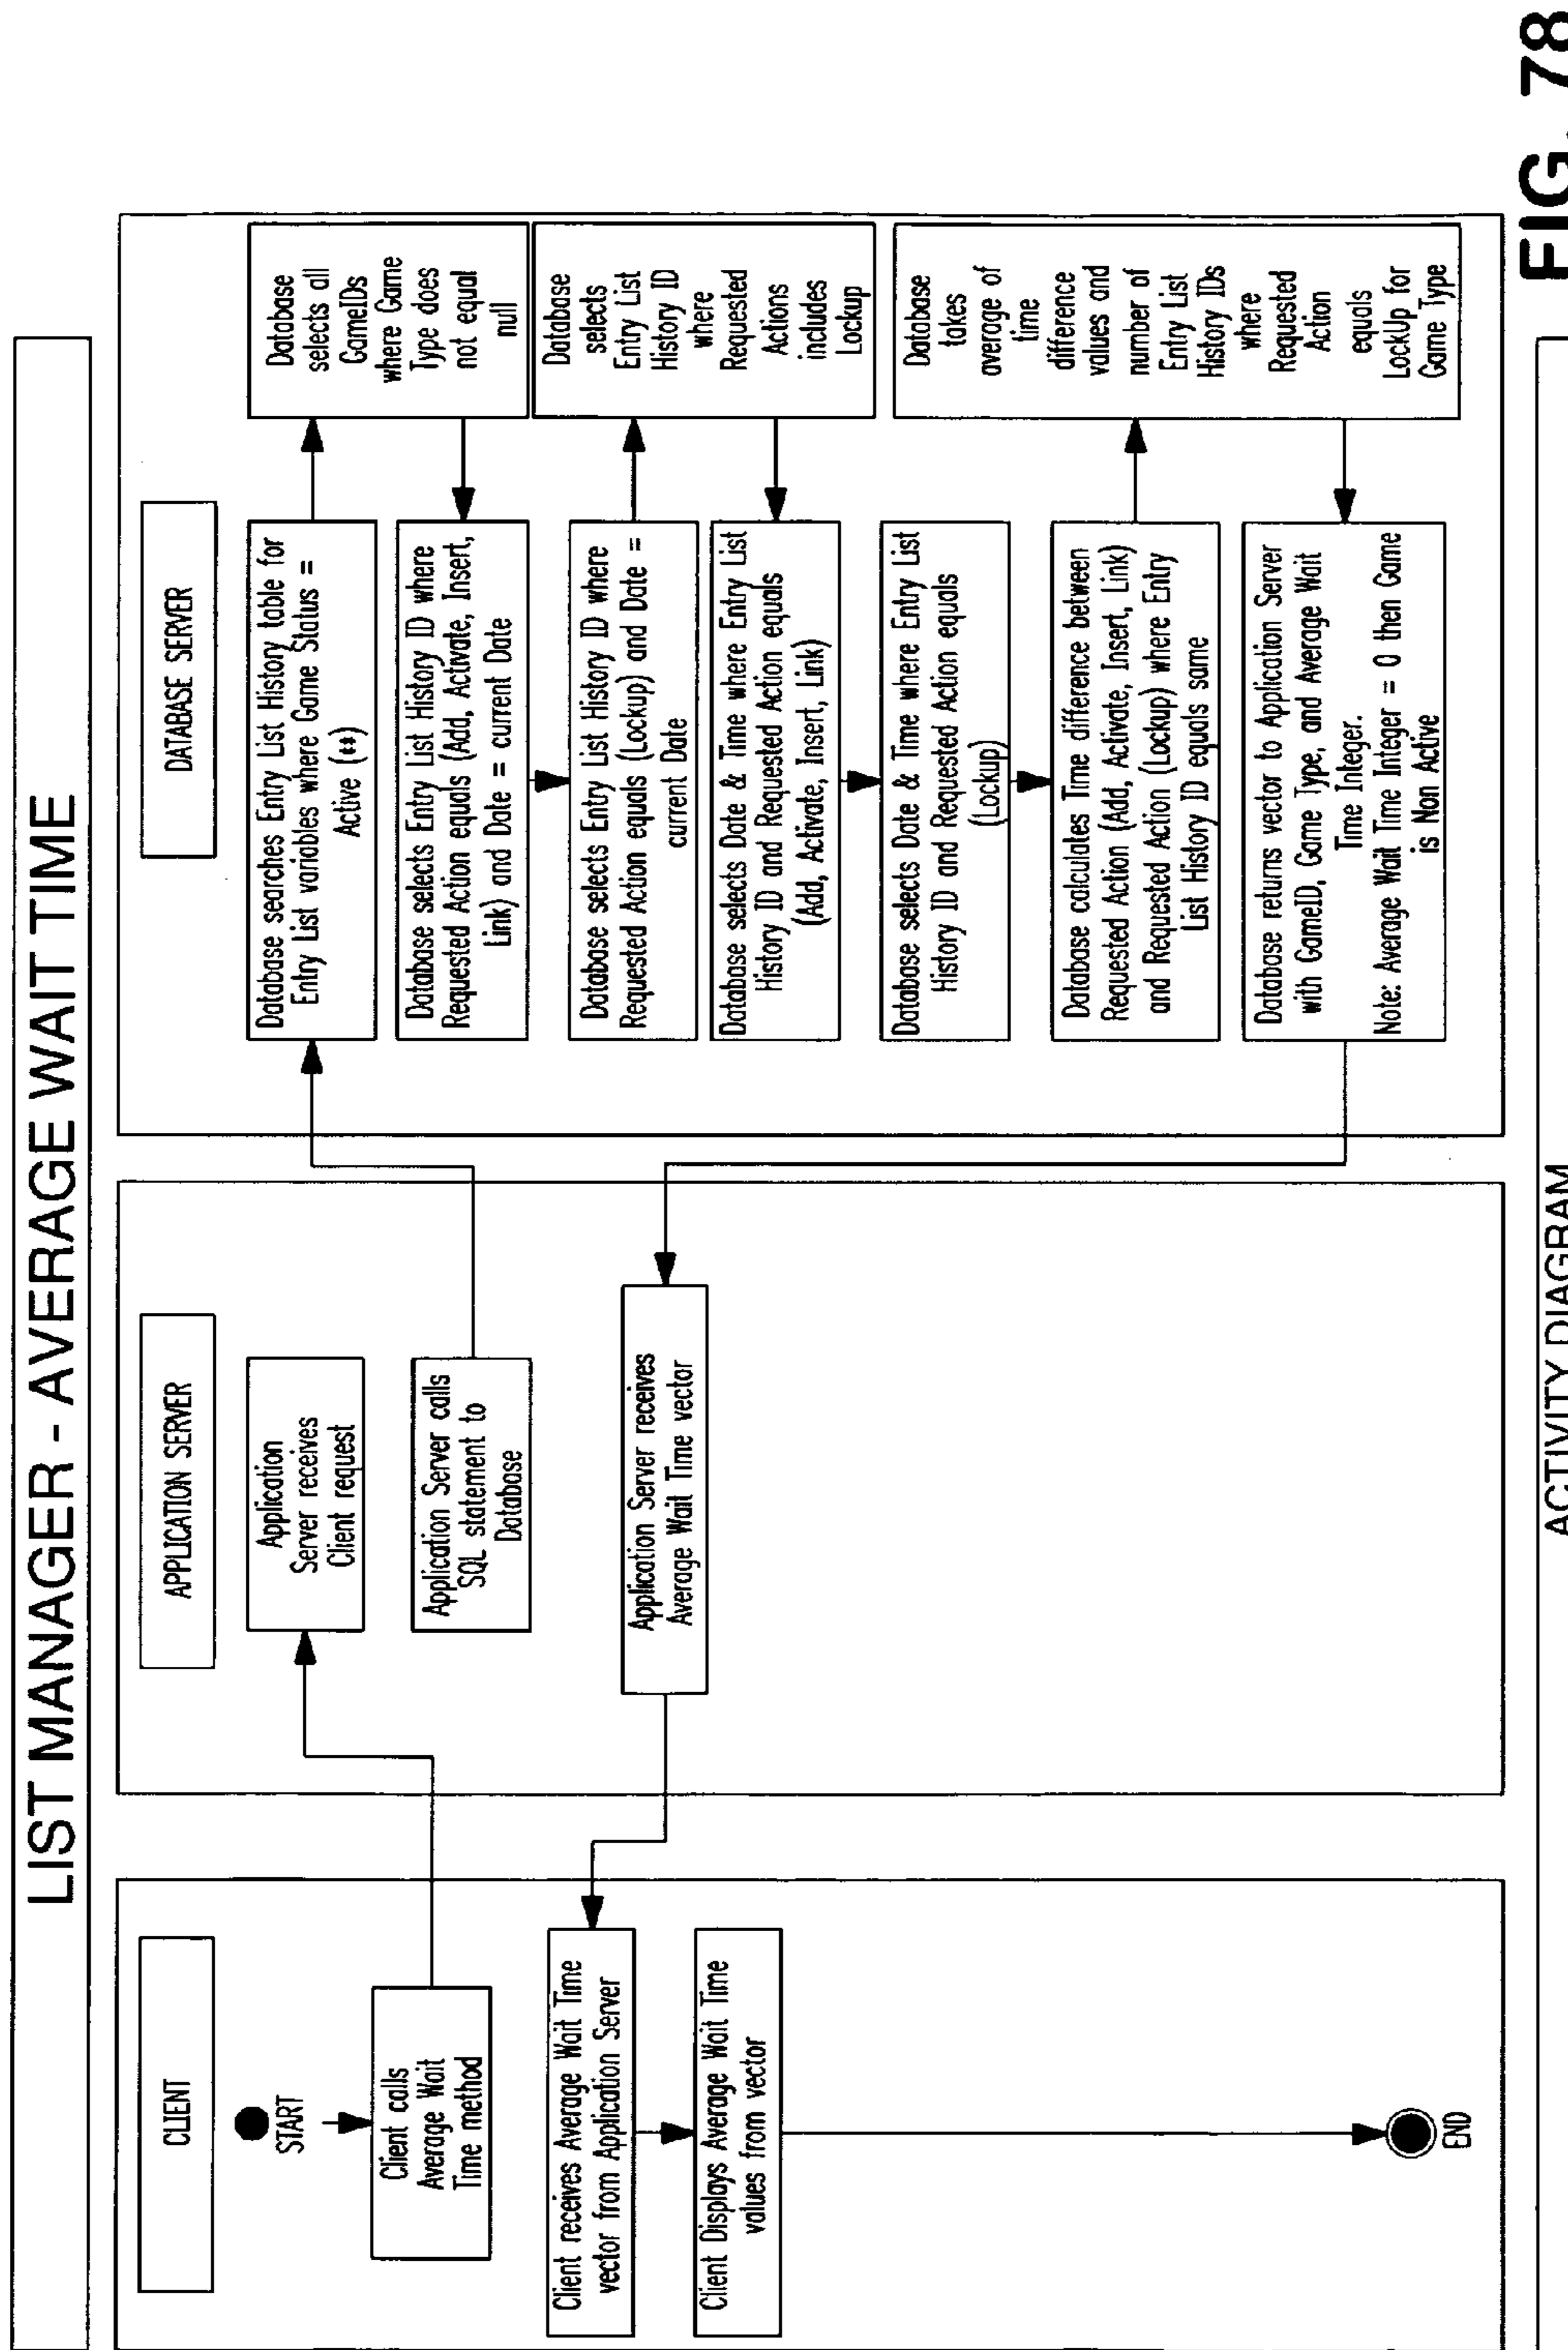 LIST MANAGER - AVERAGE WAIT TIME
CLIENT
START
Client calls
Average Wait
Time method
Client receives Average Wait Time
vector from Application Server
Client Displays Average Wait Time
values from vector
END
APPLICATION SERVER
Application
Server receives
Client request
Application Server calls
SQL statement to
Database
Application Server receives
Average Wait Time vector
DATABASE SERVER
Database searches Entry List History table for
Entry List variables where Game Status =
Active (**)
Database selects all
GameIDs
where Game
Type does
not equal
null
Database selects Entry List History ID where
Requested Action equals (Add, Activate, Insert,
Link) and Date = current Date
Database selects Entry List History ID where
Requested Action equals (Lockup) and Date =
current Date
Database
selects
Entry List
History ID
where
Requested
Actions
includes
Lockup
Database selects Date & Time where Entry List
History ID and Requested Action equals
(Add, Activate, Insert, Link)
Database selects Date & Time where Entry List
History ID and Requested Action equals
(Lockup)
Database calculates Time difference between
Requested Action (Add, Activate, Insert, Link)
and Requested Action (Lockup) where Entry
List History ID equals same
Database
takes
average of
time
difference
values and
number of
Entry List
History IDs
where
Requested
Action
equals
LockUp for
Game Type
Database returns vector to Application Server
with GameID, Game Type, and Average Wait
Time Integer.
Note: Average Wait Time Integer = 0 then Game
is Non Active
ACTIVITY DIAGRAM
FIG. 78